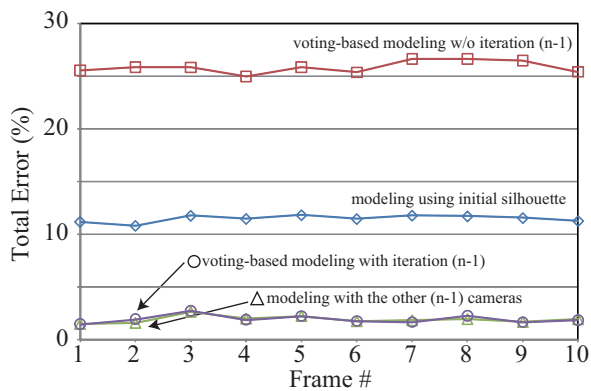 30
voting-based modeling w/o iteration (n-1)
20
modeling using initial silhouette
10
voting-based modeling with iteration (n-1)
modeling with the other (n-1) cameras
0
1 2 3 4 5 6 7 8 9 10
Frame #
Total Error (%)